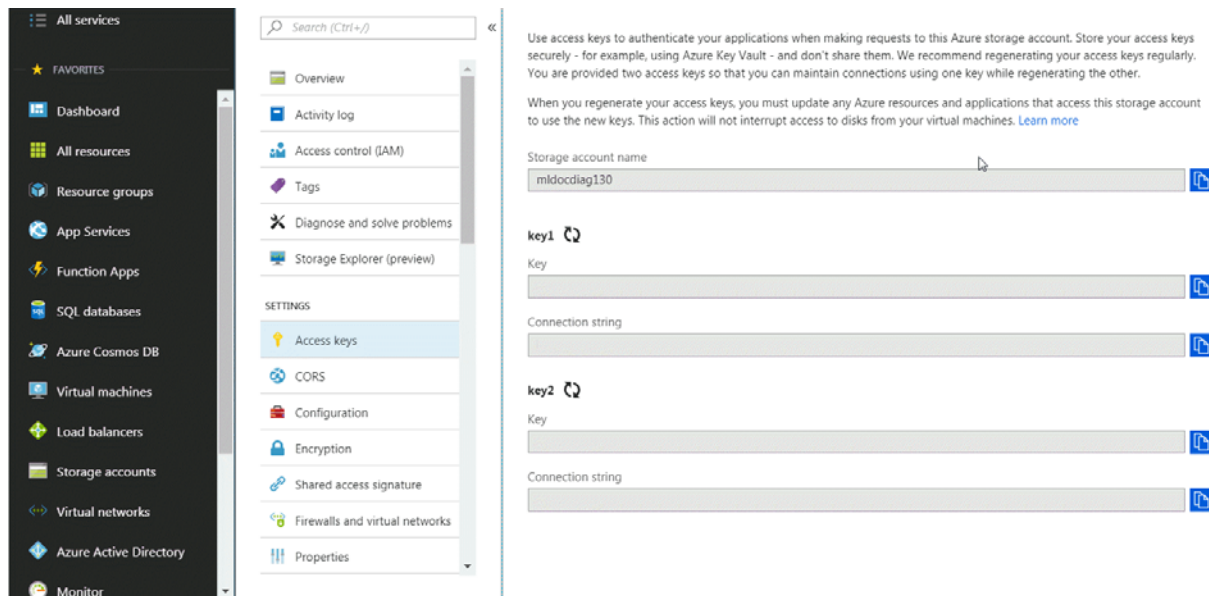 All services
FAVORITES
Dashboard
All resources
Resource groups
App Services
Function Apps
SQL databases
Azure Cosmos DB
Virtual machines
Load balancers
Storage accounts
Virtual networks
Azure Active Directory
Monitor
Search (Ctrl+/)
«
Overview
Activity log
Access control (IAM)
Tags
Diagnose and solve problems
Storage Explorer (preview)
SETTINGS
Access keys
CORS
Configuration
Encryption
Shared access signature
Firewalls and virtual networks
Properties
Use access keys to authenticate your applications when making requests to this Azure storage account. Store your access keys
securely - for example, using Azure Key Vault - and don't share them. We recommend regenerating your access keys regularly.
You are provided two access keys so that you can maintain connections using one key while regenerating the other.
When you regenerate your access keys, you must update any Azure resources and applications that access this storage account
to use the new keys. This action will not interrupt access to disks from your virtual machines. Learn more
Storage account name
mldocdiag130
key1
Key
Connection string
key2
Key
Connection string